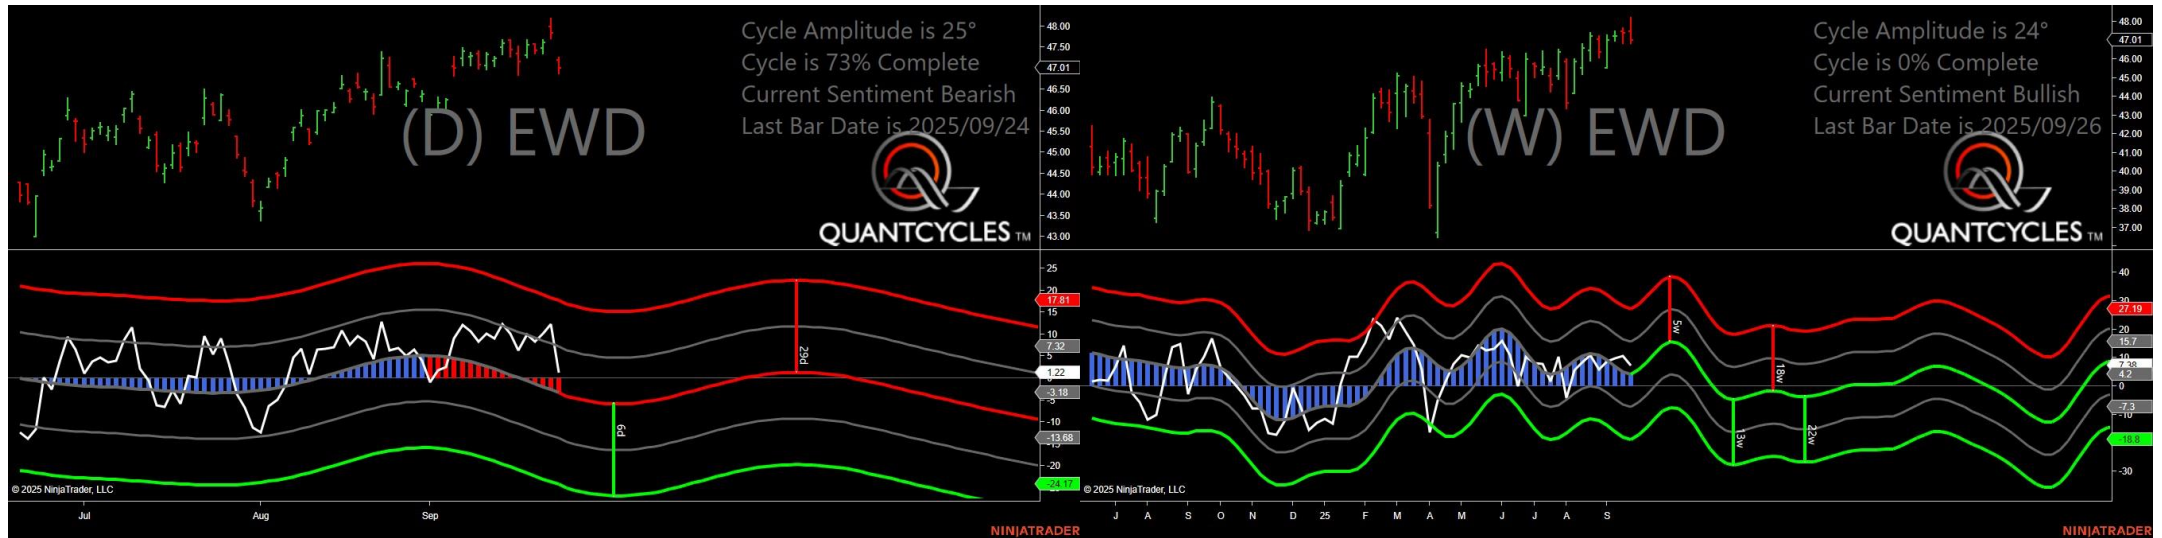 Cycle Amplitude is 25°
Cycle is 73% Complete
Current Sentiment Bearish
Last Bar Date is 2025/09/24
(D) EWD
QUANTCYCLES TM
48.00
47.50
47.01
46.50
46.00
45.50
45.00
44.50
44.00
43.50
43.00
25
20
17.81
15
10
7.32
5
1.22
-3.18
-5
-10
-13.68
-20
-24.17
29d
6d
© 2025 NinjaTrader, LLC
Jul Aug Sep
NINJATRADER
Cycle Amplitude is 24°
Cycle is 0% Complete
Current Sentiment Bullish
Last Bar Date is 2025/09/26
(W) EWD
QUANTCYCLES TM
48.00
47.01
46.00
45.00
44.00
43.00
42.00
41.00
40.00
39.00
38.00
37.00
40
30
27.19
20
15.7
10
7.38
4.2
0
-7.3
-10
-18.8
-30
5w
18w
13w
22w
© 2025 NinjaTrader, LLC
J A S O N D 25 F M A M J J A S
NINJATRADER